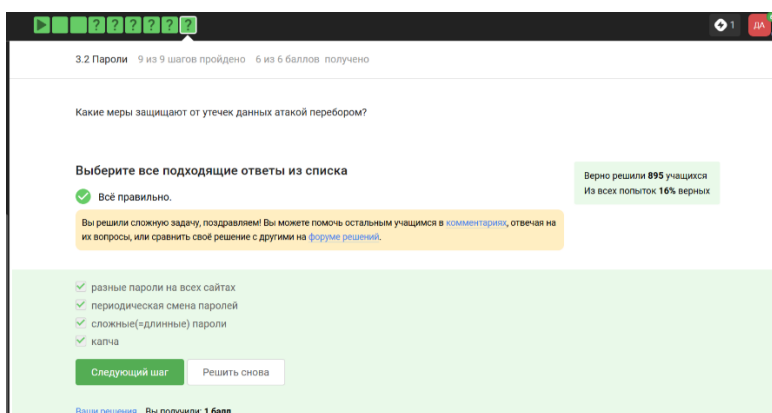 ? ? ? ? ? ?
1
ДА
3.2 Пароли 9 из 9 шагов пройдено 6 из 6 баллов получено
Какие меры защищают от утечек данных атакой перебором?
Выберите все подходящие ответы из списка
Верно решили 895 учащихся
Из всех попыток 16% верных
Всё правильно.
Вы решили сложную задачу, поздравляем! Вы можете помочь остальным учащимся в комментариях, отвечая на
их вопросы, или сравнить своё решение с другими на форуме решений.
разные пароли на всех сайтах
периодическая смена паролей
сложные(=длинные) пароли
капча
Следующий шаг Решить снова
Ваши решения Вы получили: 1 балл